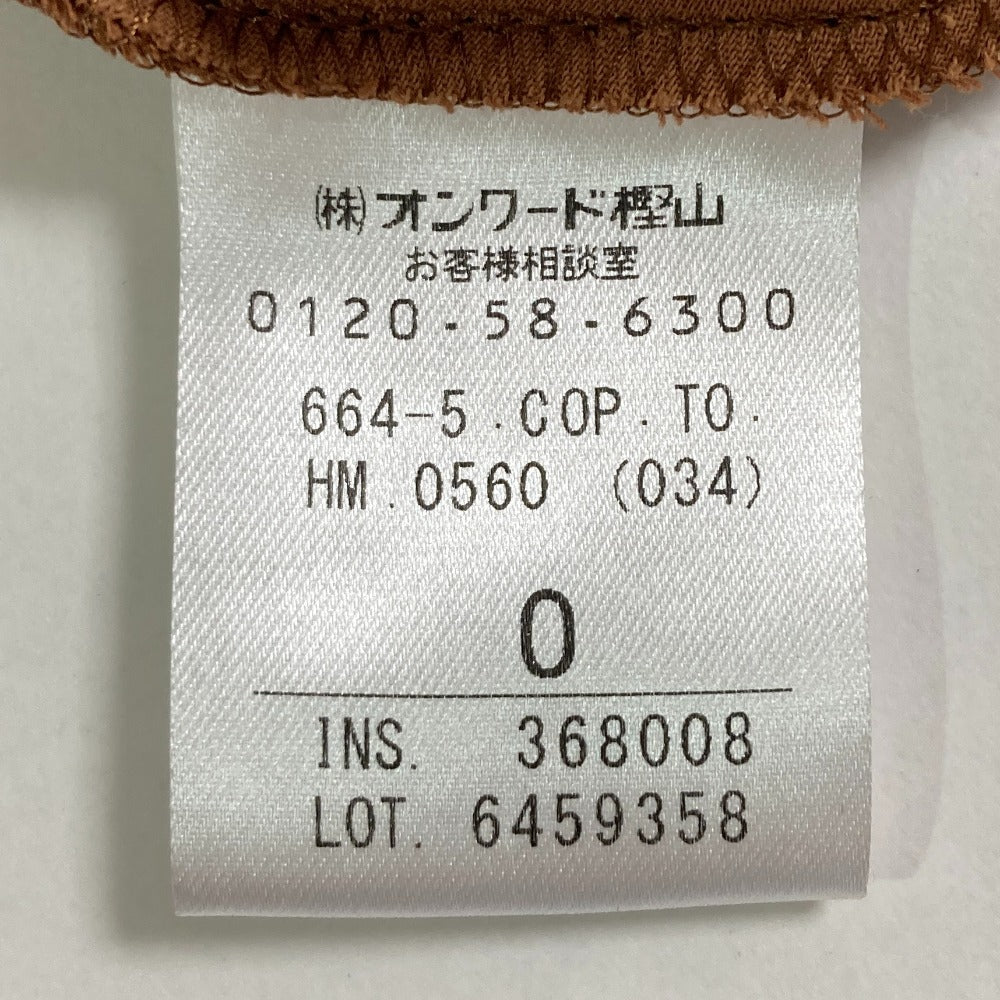 (株)オンワード樫山
お客様相談室
0120-58-6300
664-5.COP.TO.
HM.0560 (034)
0
INS. 368008
LOT. 6459358